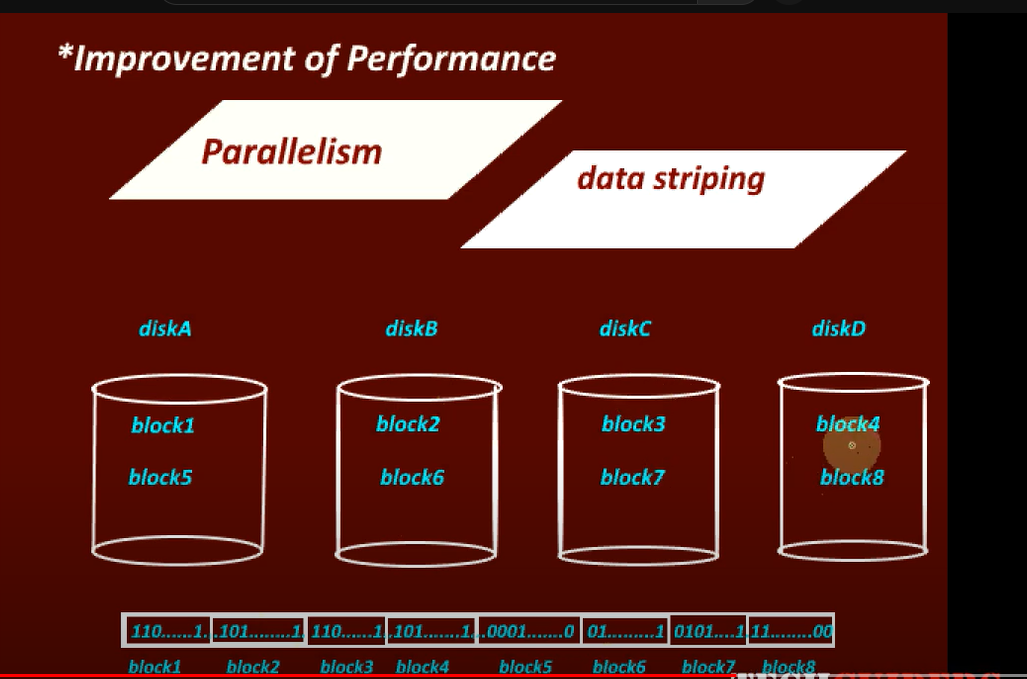 *Improvement of Performance
Parallelism
data striping
diskA diskB diskC diskD
block1 block2 block3 block4
block5 block6 block7 block8
110......1. .101........1. 110......1. .101.......1. .0001.......0 01.........1 0101....1 11........00
block1 block2 block3 block4 block5 block6 block7 block8